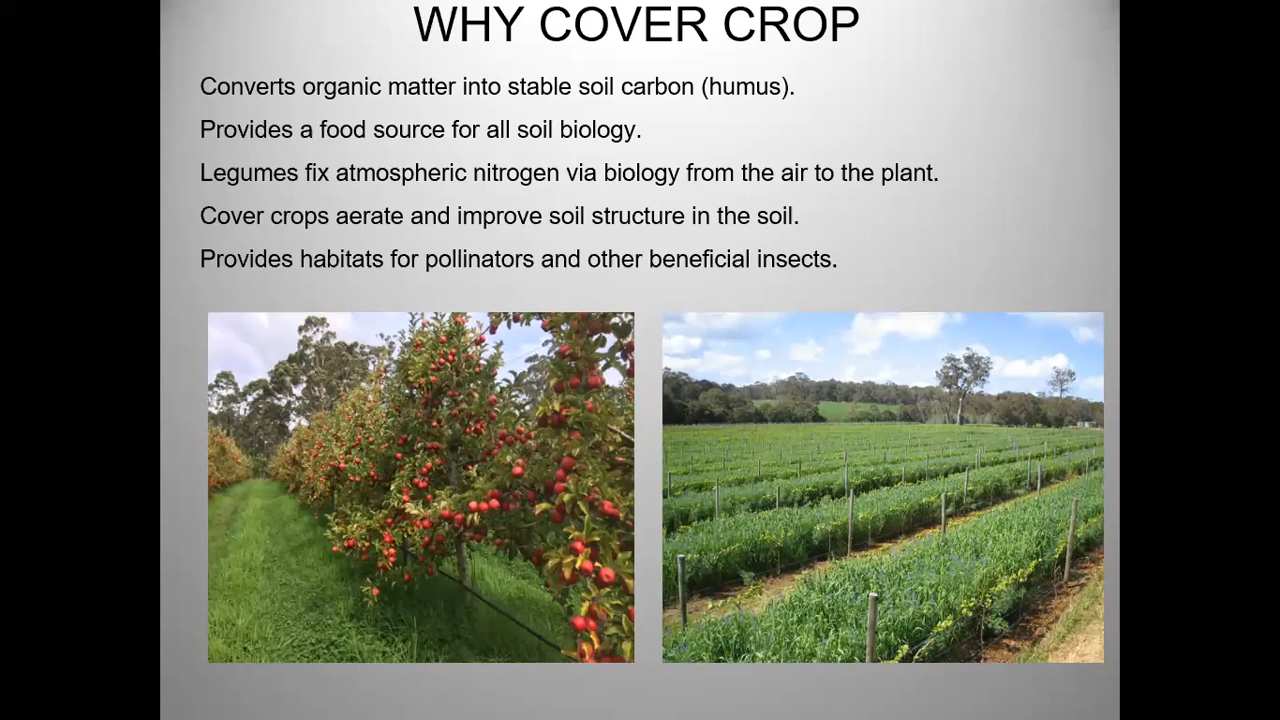 WHY COVER CROP
Converts organic matter into stable soil carbon (humus).
Provides a food source for all soil biology.
Legumes fix atmospheric nitrogen via biology from the air to the plant.
Cover crops aerate and improve soil structure in the soil.
Provides habitats for pollinators and other beneficial insects.